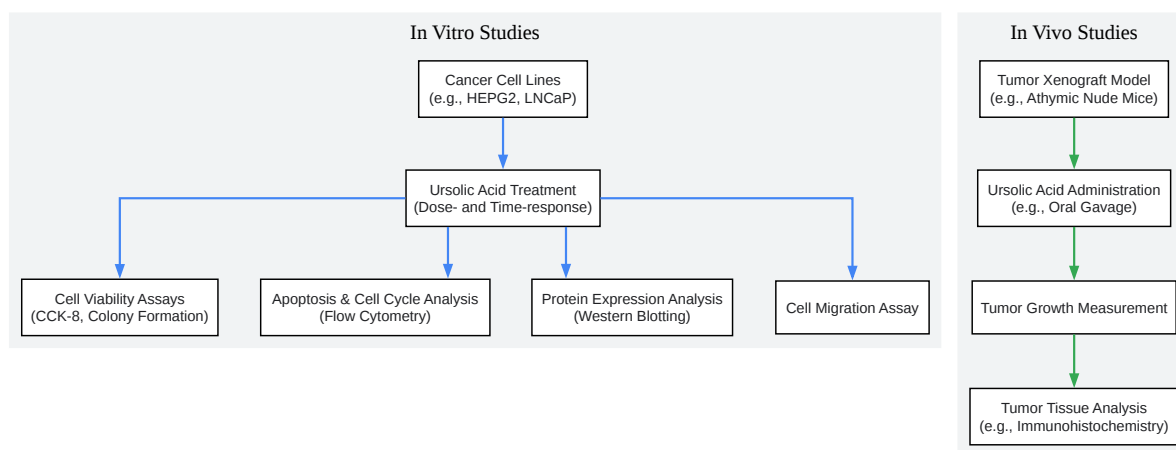 In Vitro Studies
Cancer Cell Lines
(e.g., HEPG2, LNCaP)
Ursolic Acid Treatment
(Dose- and Time-response)
Cell Viability Assays
(CCK-8, Colony Formation)
Apoptosis & Cell Cycle Analysis
(Flow Cytometry)
Protein Expression Analysis
(Western Blotting)
Cell Migration Assay
In Vivo Studies
Tumor Xenograft Model
(e.g., Athymic Nude Mice)
Ursolic Acid Administration
(e.g., Oral Gavage)
Tumor Growth Measurement
Tumor Tissue Analysis
(e.g., Immunohistochemistry)